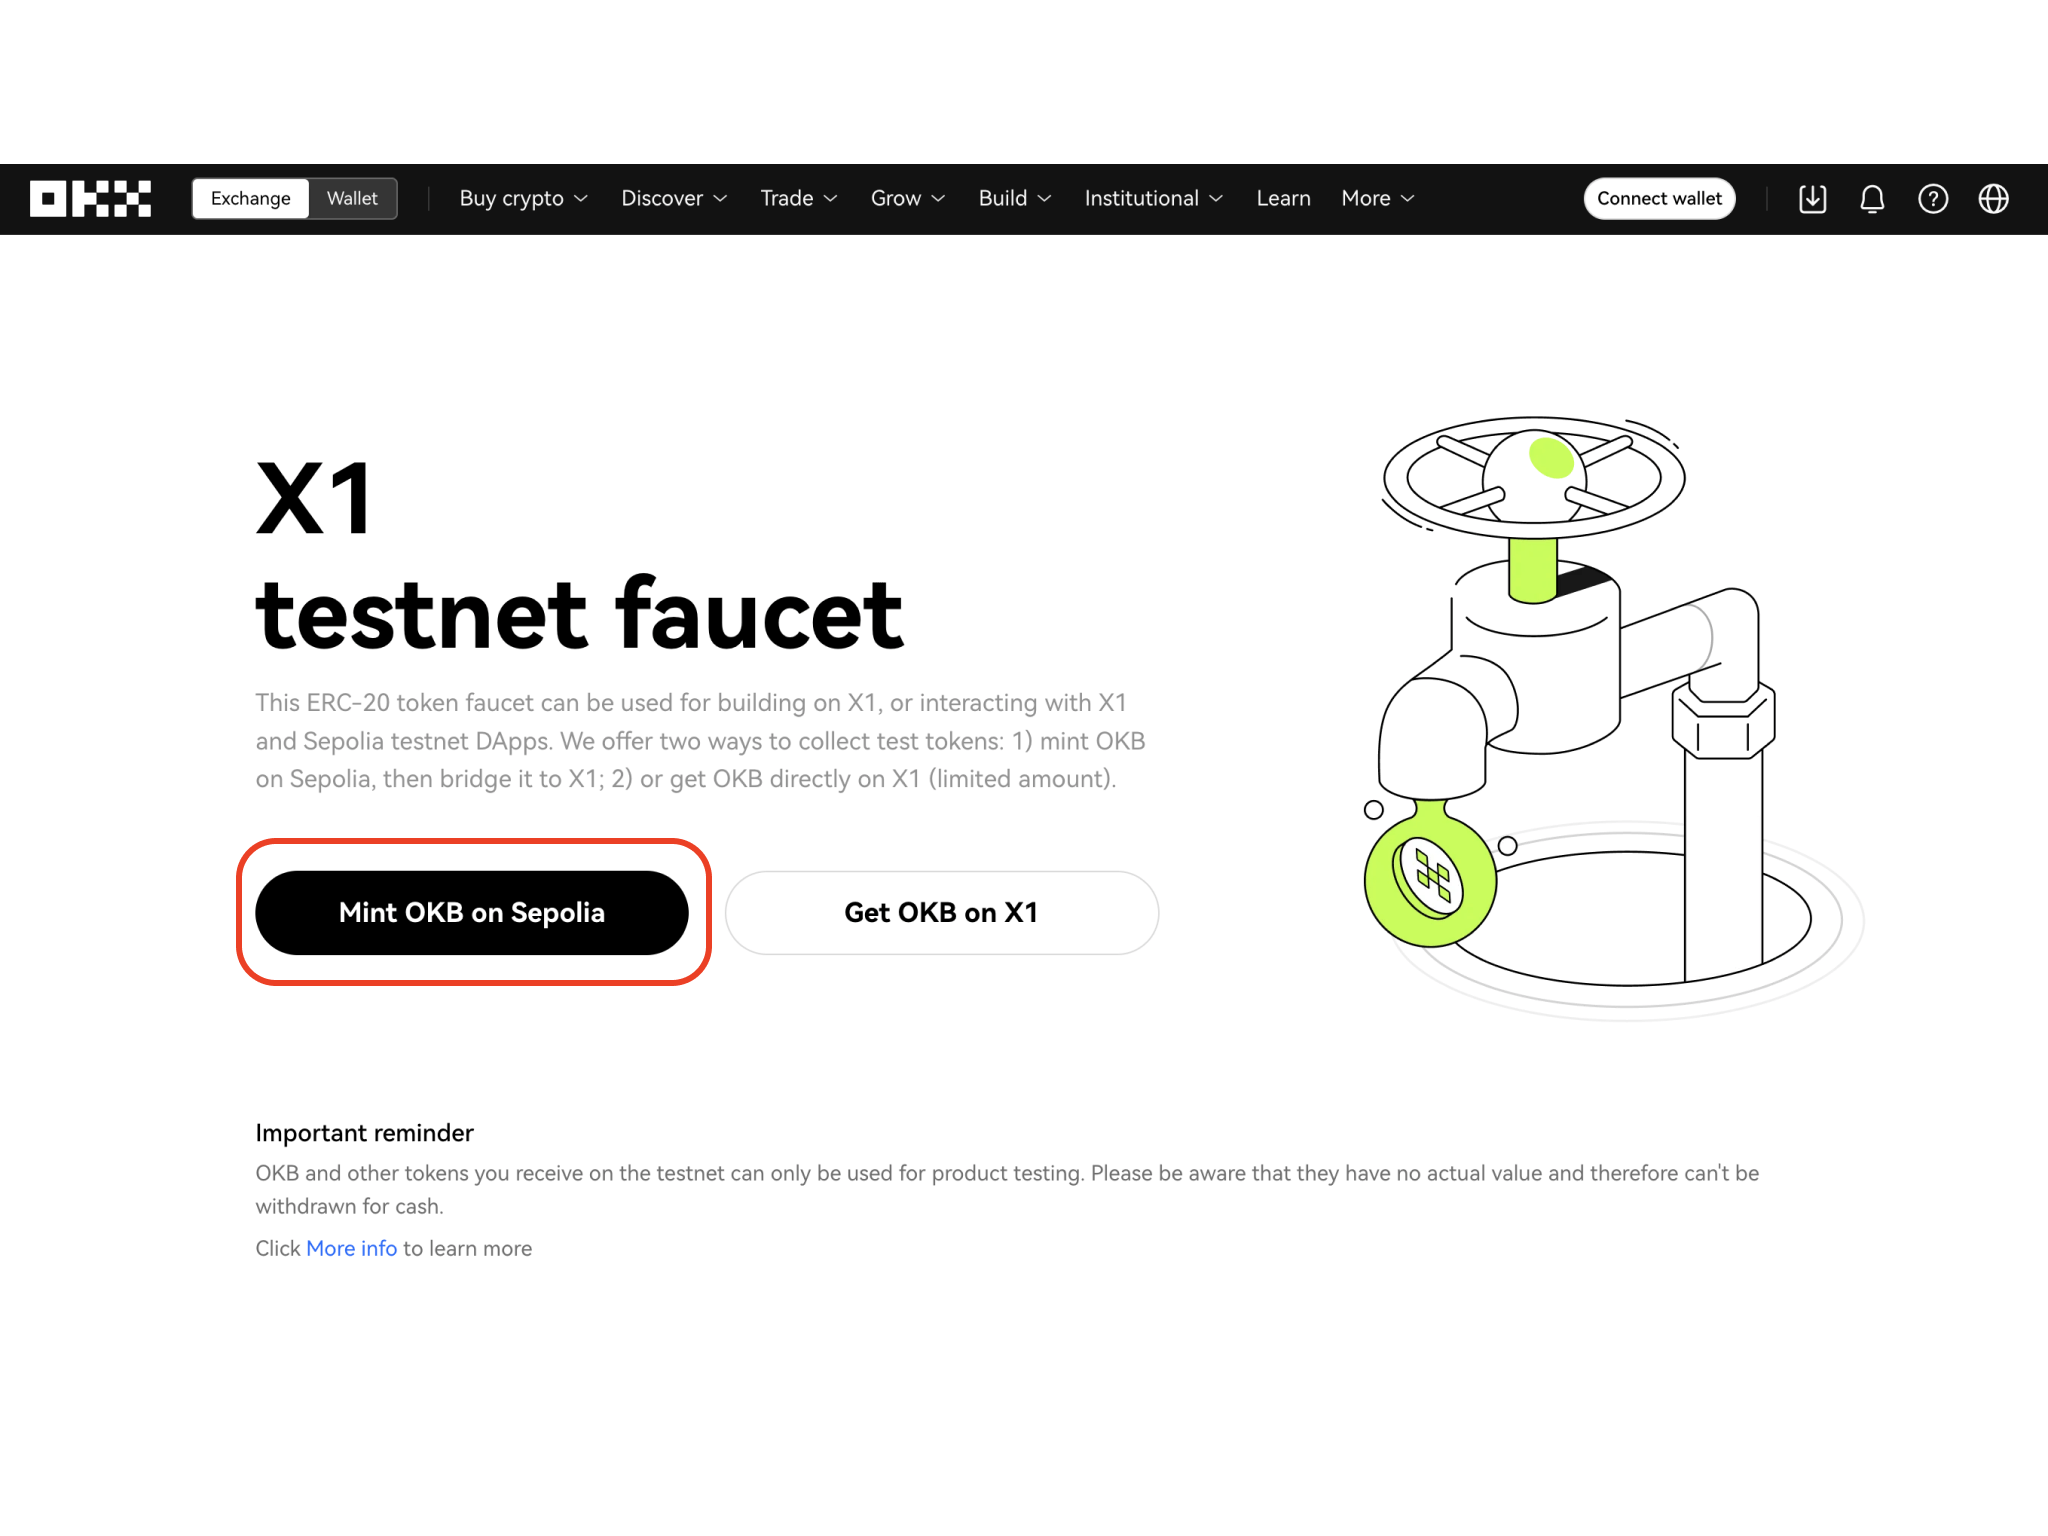 OKX
Exchange Wallet Buy crypto Discover Trade Grow Build Institutional Learn More Connect wallet
X1
testnet faucet
This ERC-20 token faucet can be used for building on X1, or interacting with X1
and Sepolia testnet DApps. We offer two ways to collect test tokens: 1) mint OKB
on Sepolia, then bridge it to X1; 2) or get OKB directly on X1 (limited amount).
Mint OKB on Sepolia
Get OKB on X1
Important reminder
OKB and other tokens you receive on the testnet can only be used for product testing. Please be aware that they have no actual value and therefore can't be
withdrawn for cash.
Click More info to learn more